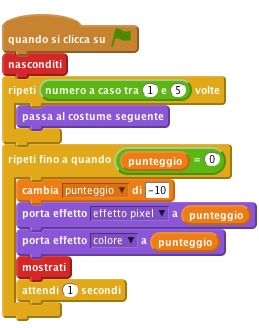 quando si clicca su
nasconditi
ripeti numero a caso tra 1 e 5 volte
passa al costume seguente
ripeti fino a quando punteggio = 0
cambia punteggio di -10
porta effetto effetto pixel a punteggio
porta effetto colore a punteggio
mostrati
attendi 1 secondi